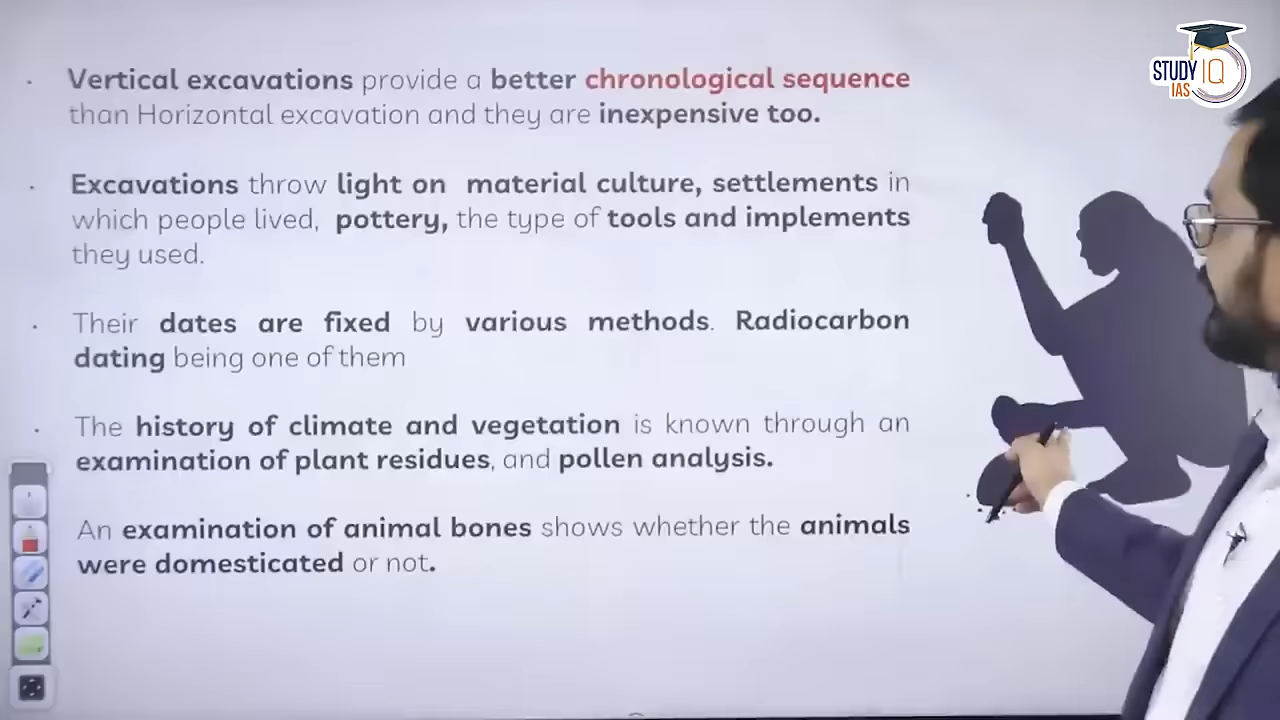 STUDY IQ
IAS
Vertical excavations provide a better chronological sequence
than Horizontal excavation and they are inexpensive too.
Excavations throw light on material culture, settlements in
which people lived, pottery, the type of tools and implements
they used.
Their dates are fixed by various methods. Radiocarbon
dating being one of them
The history of climate and vegetation is known through an
examination of plant residues, and pollen analysis.
An examination of animal bones shows whether the animals
were domesticated or not.